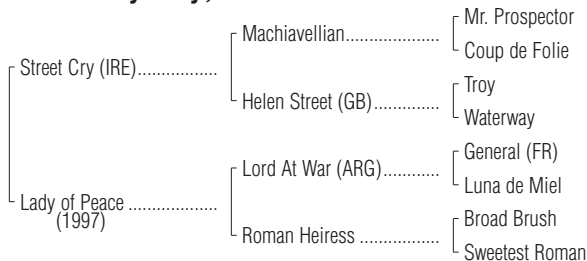 Machiavellian.................. Mr. Prospector
Coup de Folie
Street Cry (IRE)...............
Helen Street (GB).............. Troy
Waterway
Lord At War (ARG)............ General (FR)
Luna de Miel
Lady of Peace ..................
(1997)
Roman Heiress ................ Broad Brush
Sweetest Roman